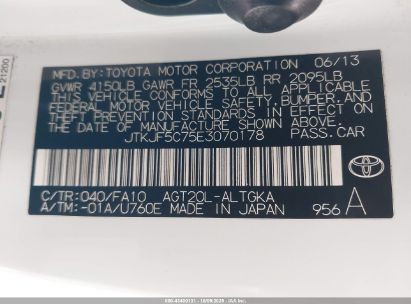 MFD.BY: TOYOTA MOTOR CORPORATION 06/13
GVWR 4150LB GAWR FR 2535LB RR 2095LB
THIS VEHICLE CONFORMS TO ALL APPLICABLE
FEDERAL MOTOR VEHICLE SAFETY, BUMPER, AND
THEFT PREVENTION STANDARDS IN EFFECT ON
THE DATE OF MANUFACTURE SHOWN ABOVE.
JTKJF5C75E3070178 PASS.CAR
C/TR: 040/FA10 AGT20L-ALTGKA
A/TM: -01A/U760E MADE IN JAPAN 956 A
TOYOTA
21200